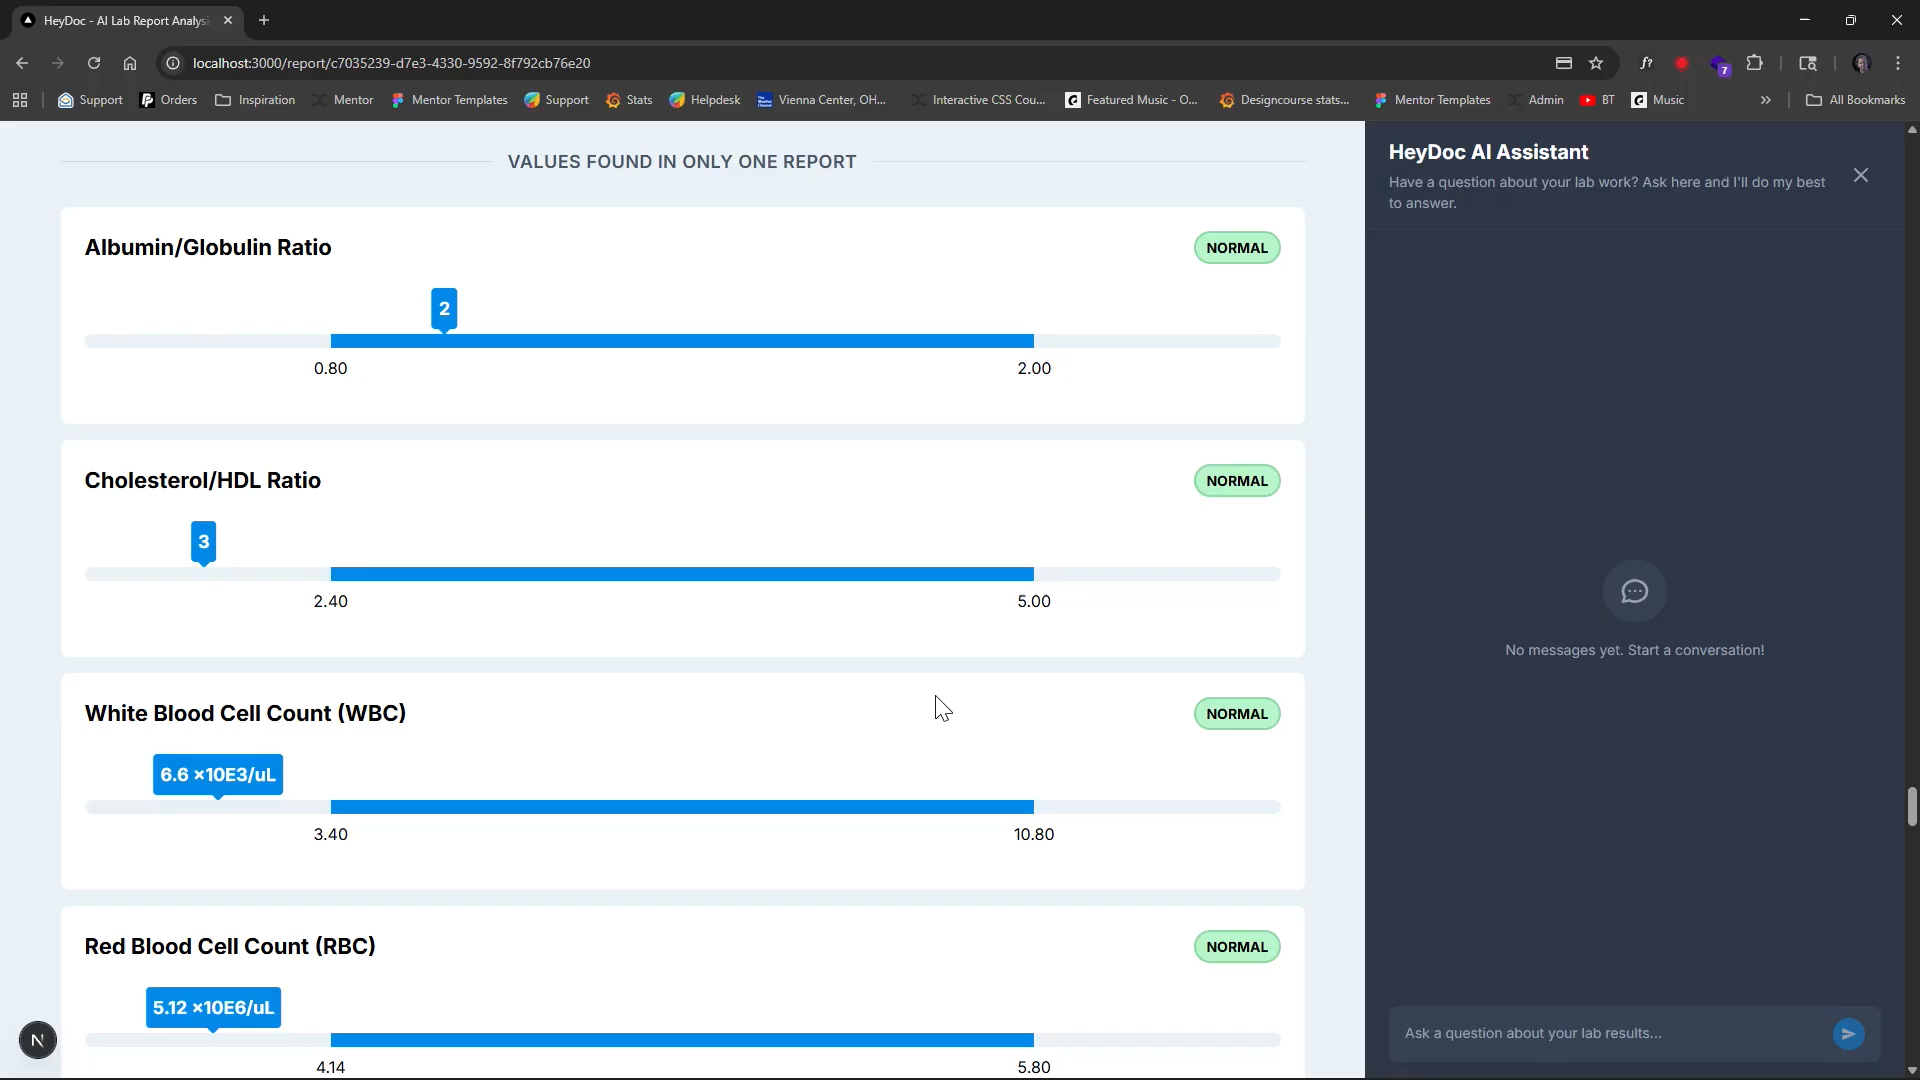 HeyDoc - AI Lab Report Analysi
localhost:3000/report/c7035239-d7e3-4330-9592-8f792cb76e20
f?
7
Support
Orders
Inspiration
Mentor
Mentor Templates
Support
Stats
Helpdesk
Vienna Center, OH...
Interactive CSS Cou...
Featured Music - O...
Designcourse stats...
Mentor Templates
Admin
BT
Music
»
All Bookmarks
VALUES FOUND IN ONLY ONE REPORT
Albumin/Globulin Ratio
NORMAL
2
0.80
2.00
Cholesterol/HDL Ratio
NORMAL
3
2.40
5.00
White Blood Cell Count (WBC)
NORMAL
6.6 ×10E3/uL
3.40
10.80
Red Blood Cell Count (RBC)
NORMAL
5.12 ×10E6/uL
4.14
5.80
N
HeyDoc AI Assistant
Have a question about your lab work? Ask here and I'll do my best
to answer.
No messages yet. Start a conversation!
Ask a question about your lab results...